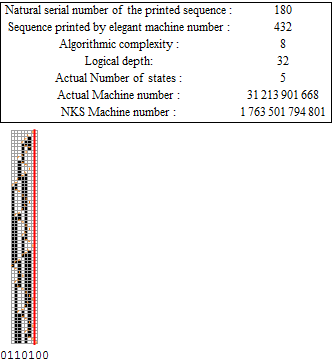 Natural serial number of the printed sequence : 180
Sequence printed by elegant machine number : 432
Algorithmic complexity : 8
Logical depth: 32
Actual Number of states : 5
Actual Machine number : 31 213 901 668
NKS Machine number : 1 763 501 794 801
0110100